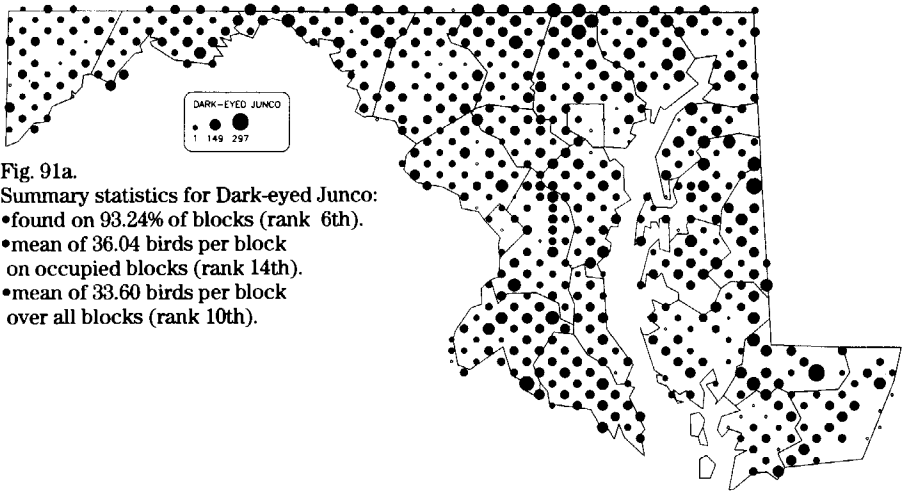 DARK-EYED JUNCO
1 149 297
Fig. 91a.
Summary statistics for Dark-eyed Junco:
•found on 93.24% of blocks (rank 6th).
•mean of 36.04 birds per block
on occupied blocks (rank 14th).
•mean of 33.60 birds per block
over all blocks (rank 10th).